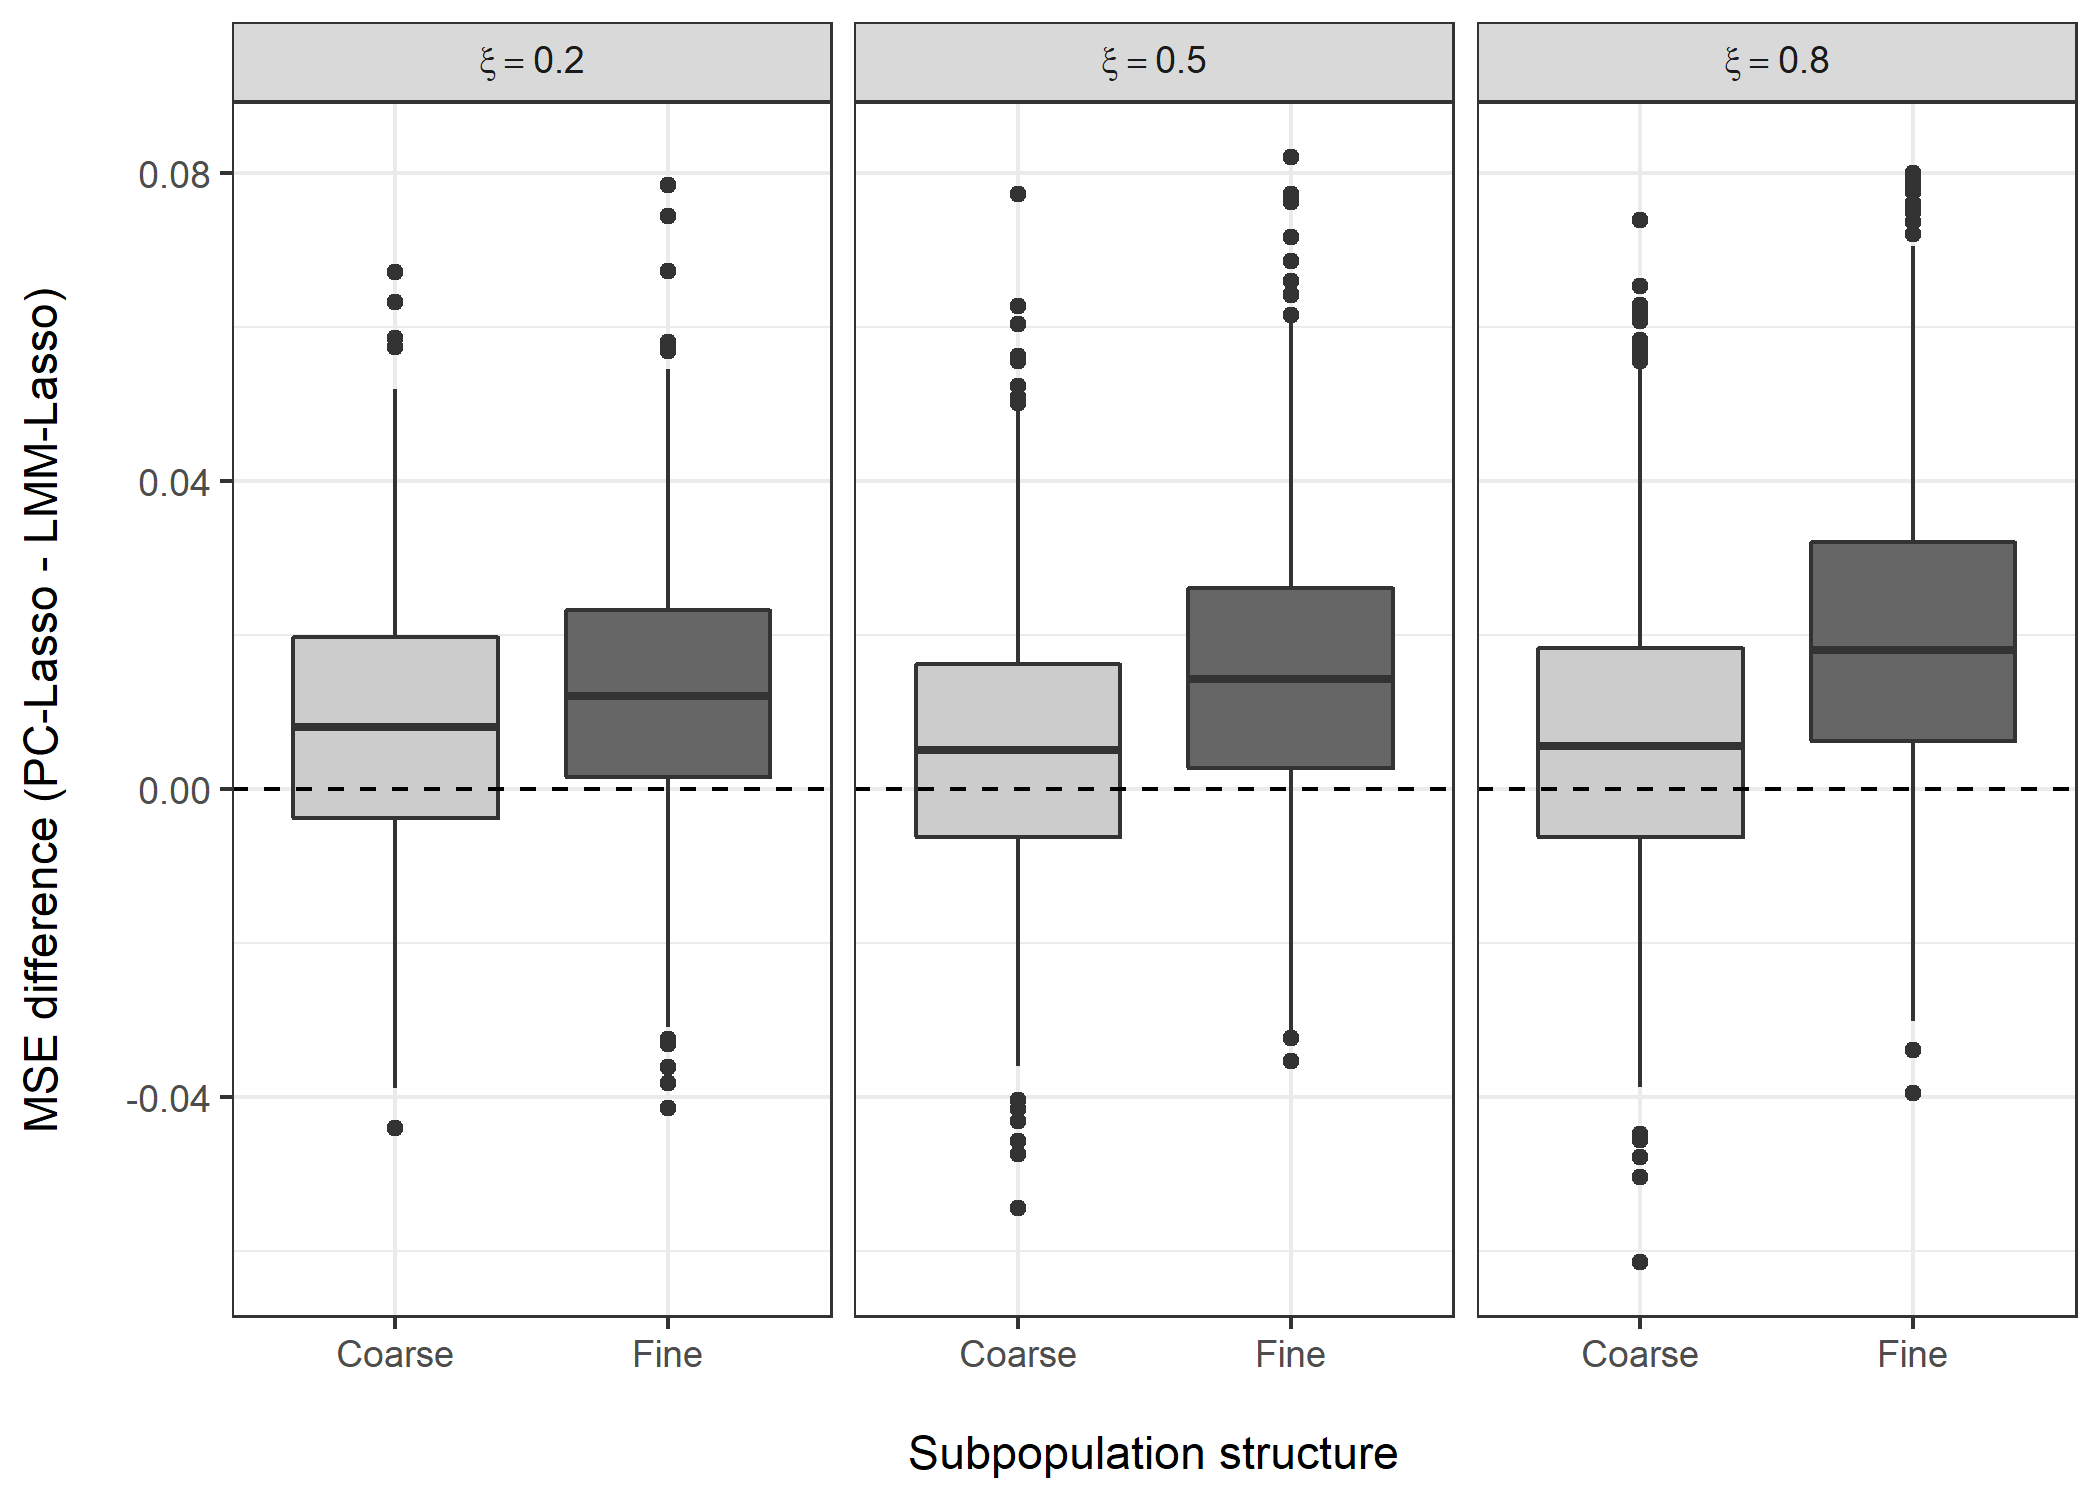 ξ = 0.2
ξ = 0.5
ξ = 0.8
MSE difference (PC-Lasso - LMM-Lasso)
0.08
0.04
0.00
-0.04
Coarse Fine Coarse Fine Coarse Fine
Subpopulation structure